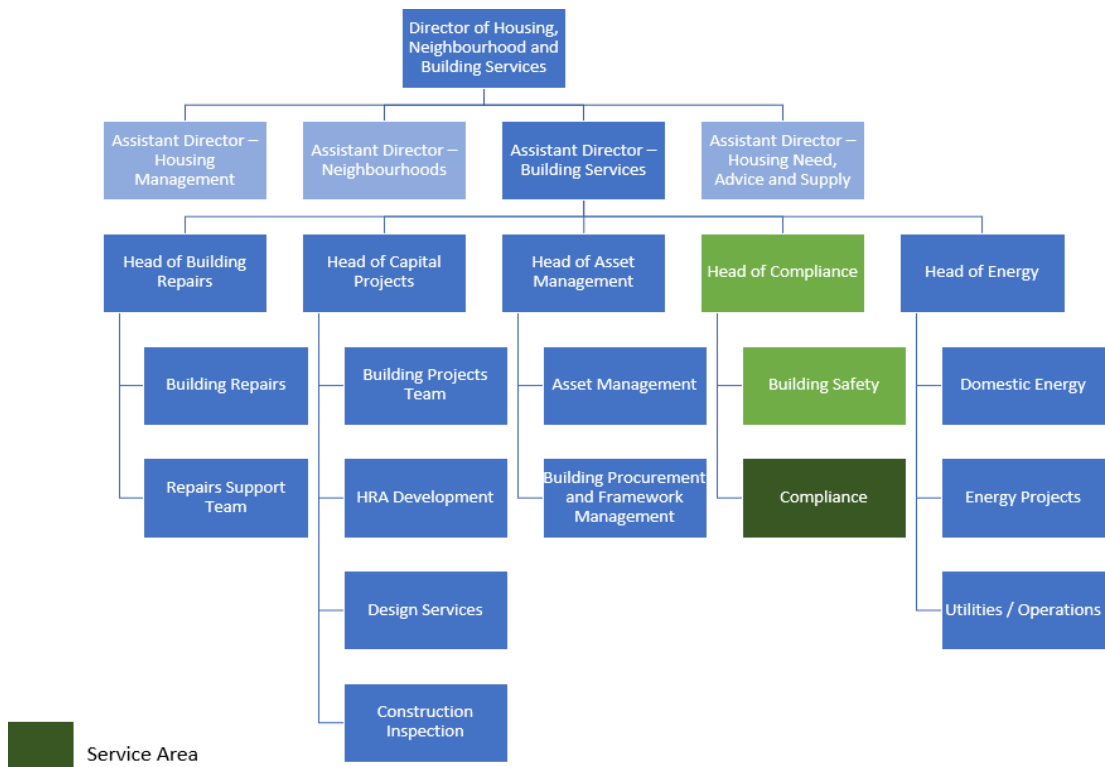 Director of Housing,
Neighbourhood and
Building Services
Assistant Director –
Housing
Management
Assistant Director –
Neighbourhoods
Assistant Director –
Building Services
Assistant Director –
Housing Need,
Advice and Supply
Head of Building
Repairs
Head of Capital
Projects
Head of Asset
Management
Head of Compliance
Head of Energy
Building Repairs
Building Projects
Team
Asset Management
Building Safety
Domestic Energy
Repairs Support
Team
HRA Development
Building Procurement
and Framework
Management
Compliance
Energy Projects
Design Services
Utilities / Operations
Construction
Inspection
Service Area